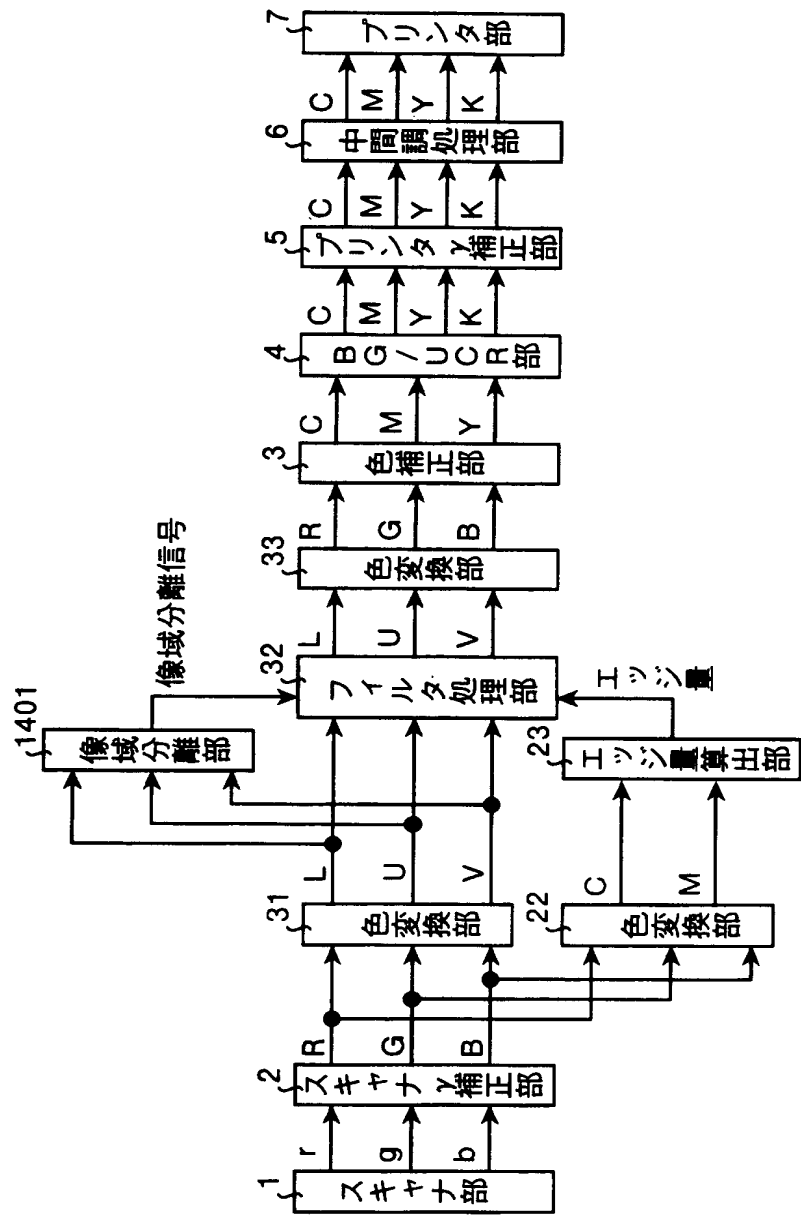 1
スキャナ部
r
g
b
2
スキャナγ補正部
R
G
B
31
色変換部
22
色変換部
L
U
V
C
M
1401
像域分離部
像域分離信号
23
エッジ量算出部
エッジ量
32
フィルタ処理部
L
U
V
33
色変換部
R
G
B
3
色補正部
C
M
Y
4
BG/UCR部
C
M
Y
K
5
プリンタγ補正部
C
M
Y
K
6
中間調処理部
C
M
Y
K
7
プリンタ部